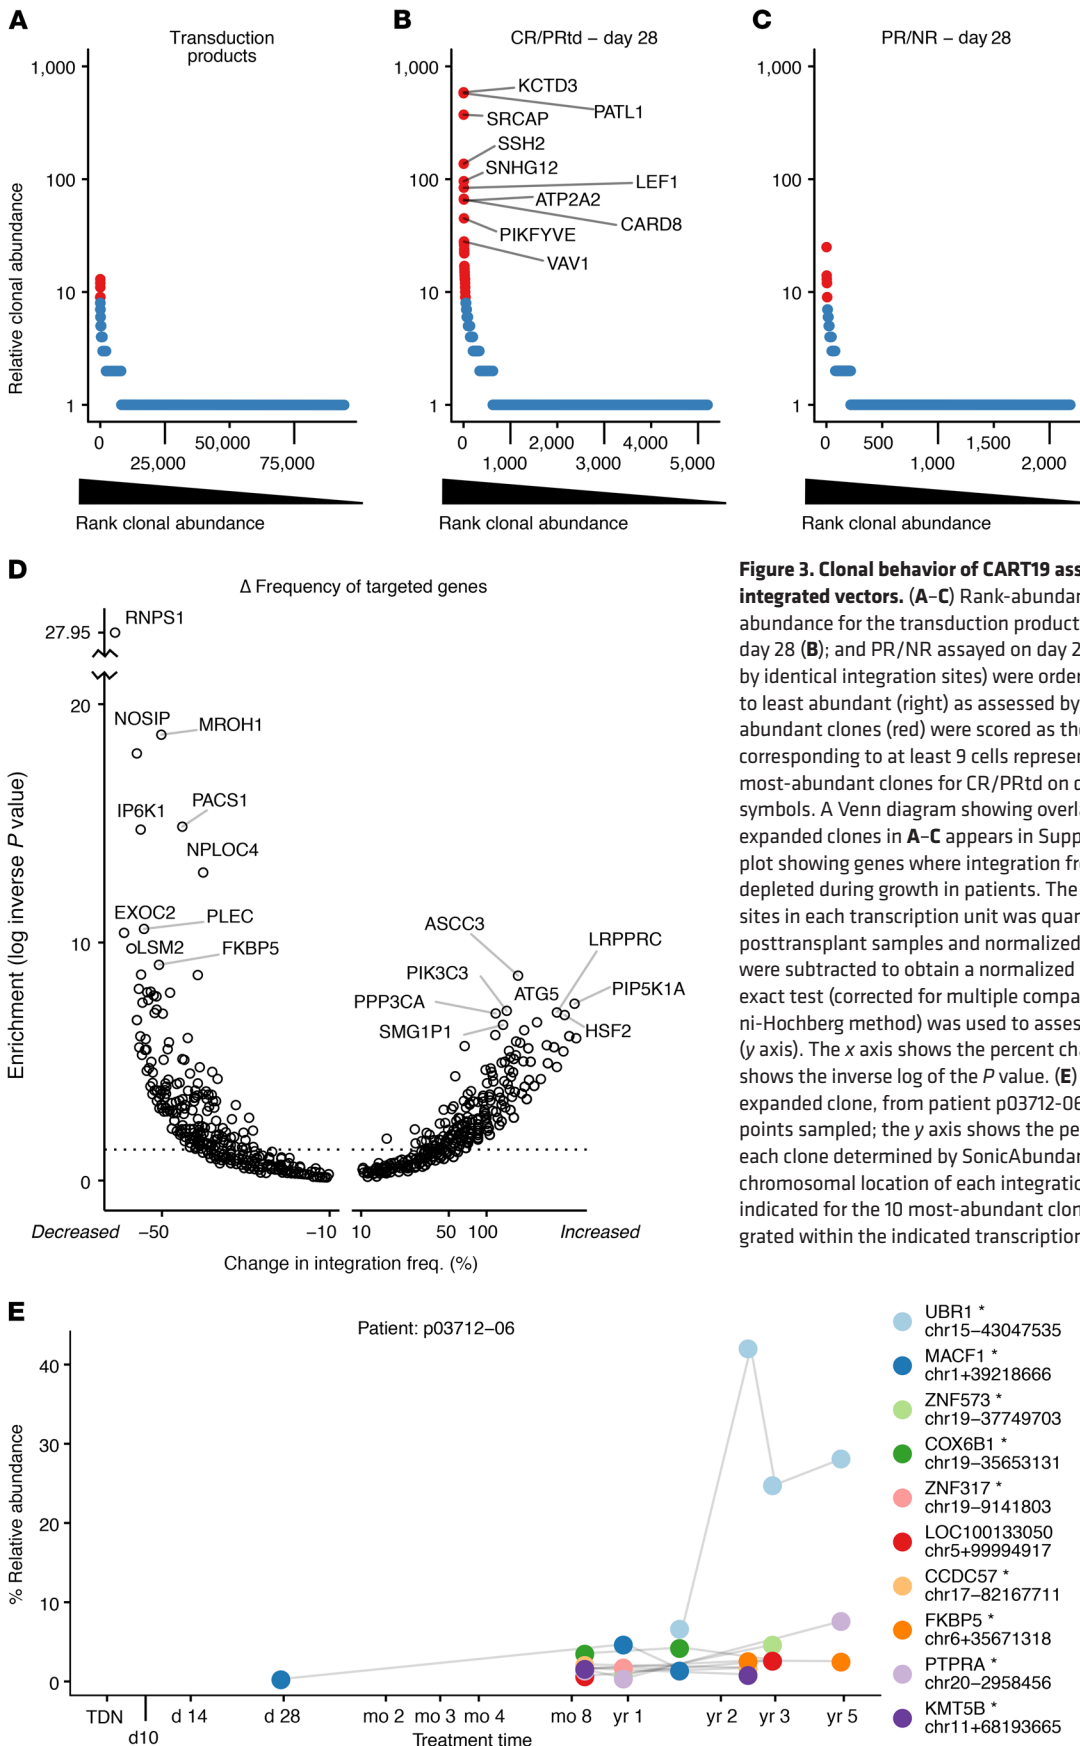 A
Transduction
products
Relative clonal abundance
1,000
100
10
1
0
50,000
25,000
75,000
Rank clonal abundance
B
CR/PRtd – day 28
1,000
100
10
1
KCTD3
PATL1
SRCAP
SSH2
SNHG12
LEF1
ATP2A2
CARD8
PIKFYVE
VAV1
0
2,000
4,000
1,000
3,000
5,000
Rank clonal abundance
C
PR/NR – day 28
1,000
100
10
1
0
500
1,500
1,000
2,000
Rank clonal abundance
D
Δ Frequency of targeted genes
Enrichment (log inverse P value)
27.95
20
10
0
RNPS1
NOSIP
MROH1
IP6K1
PACS1
NPLOC4
EXOC2
PLEC
LSM2
FKBP5
ASCC3
LRPPRC
PIK3C3
ATG5
PIP5K1A
PPP3CA
SMG1P1
HSF2
Decreased
−50
−10
10
50
100
Increased
Change in integration freq. (%)
Figure 3. Clonal behavior of CART19 ass
integrated vectors. (A–C) Rank-abundan
abundance for the transduction product
day 28 (B); and PR/NR assayed on day 2
by identical integration sites) were order
to least abundant (right) as assessed by
abundant clones (red) were scored as the
corresponding to at least 9 cells represen
most-abundant clones for CR/PRtd on d
symbols. A Venn diagram showing overla
expanded clones in A–C appears in Supp
plot showing genes where integration fre
depleted during growth in patients. The
sites in each transcription unit was quan
posttransplant samples and normalized
were subtracted to obtain a normalized
exact test (corrected for multiple compa
ni-Hochberg method) was used to asses
(y axis). The x axis shows the percent cha
shows the inverse log of the P value. (E)
expanded clone, from patient p03712-06
points sampled; the y axis shows the pe
each clone determined by SonicAbundan
chromosomal location of each integratio
indicated for the 10 most-abundant clon
grated within the indicated transcription
E
Patient: p03712−06
% Relative abundance
40
30
20
10
0
TDN
d10
d 14
d 28
mo 2
mo 3
mo 4
mo 8
yr 1
yr 2
yr 3
yr 5
Treatment time
UBR1 *
chr15−43047535
MACF1 *
chr1+39218666
ZNF573 *
chr19−37749703
COX6B1 *
chr19−35653131
ZNF317 *
chr19−9141803
LOC100133050
chr5+99994917
CCDC57 *
chr17−82167711
FKBP5 *
chr6+35671318
PTPRA *
chr20−2958456
KMT5B *
chr11+68193665